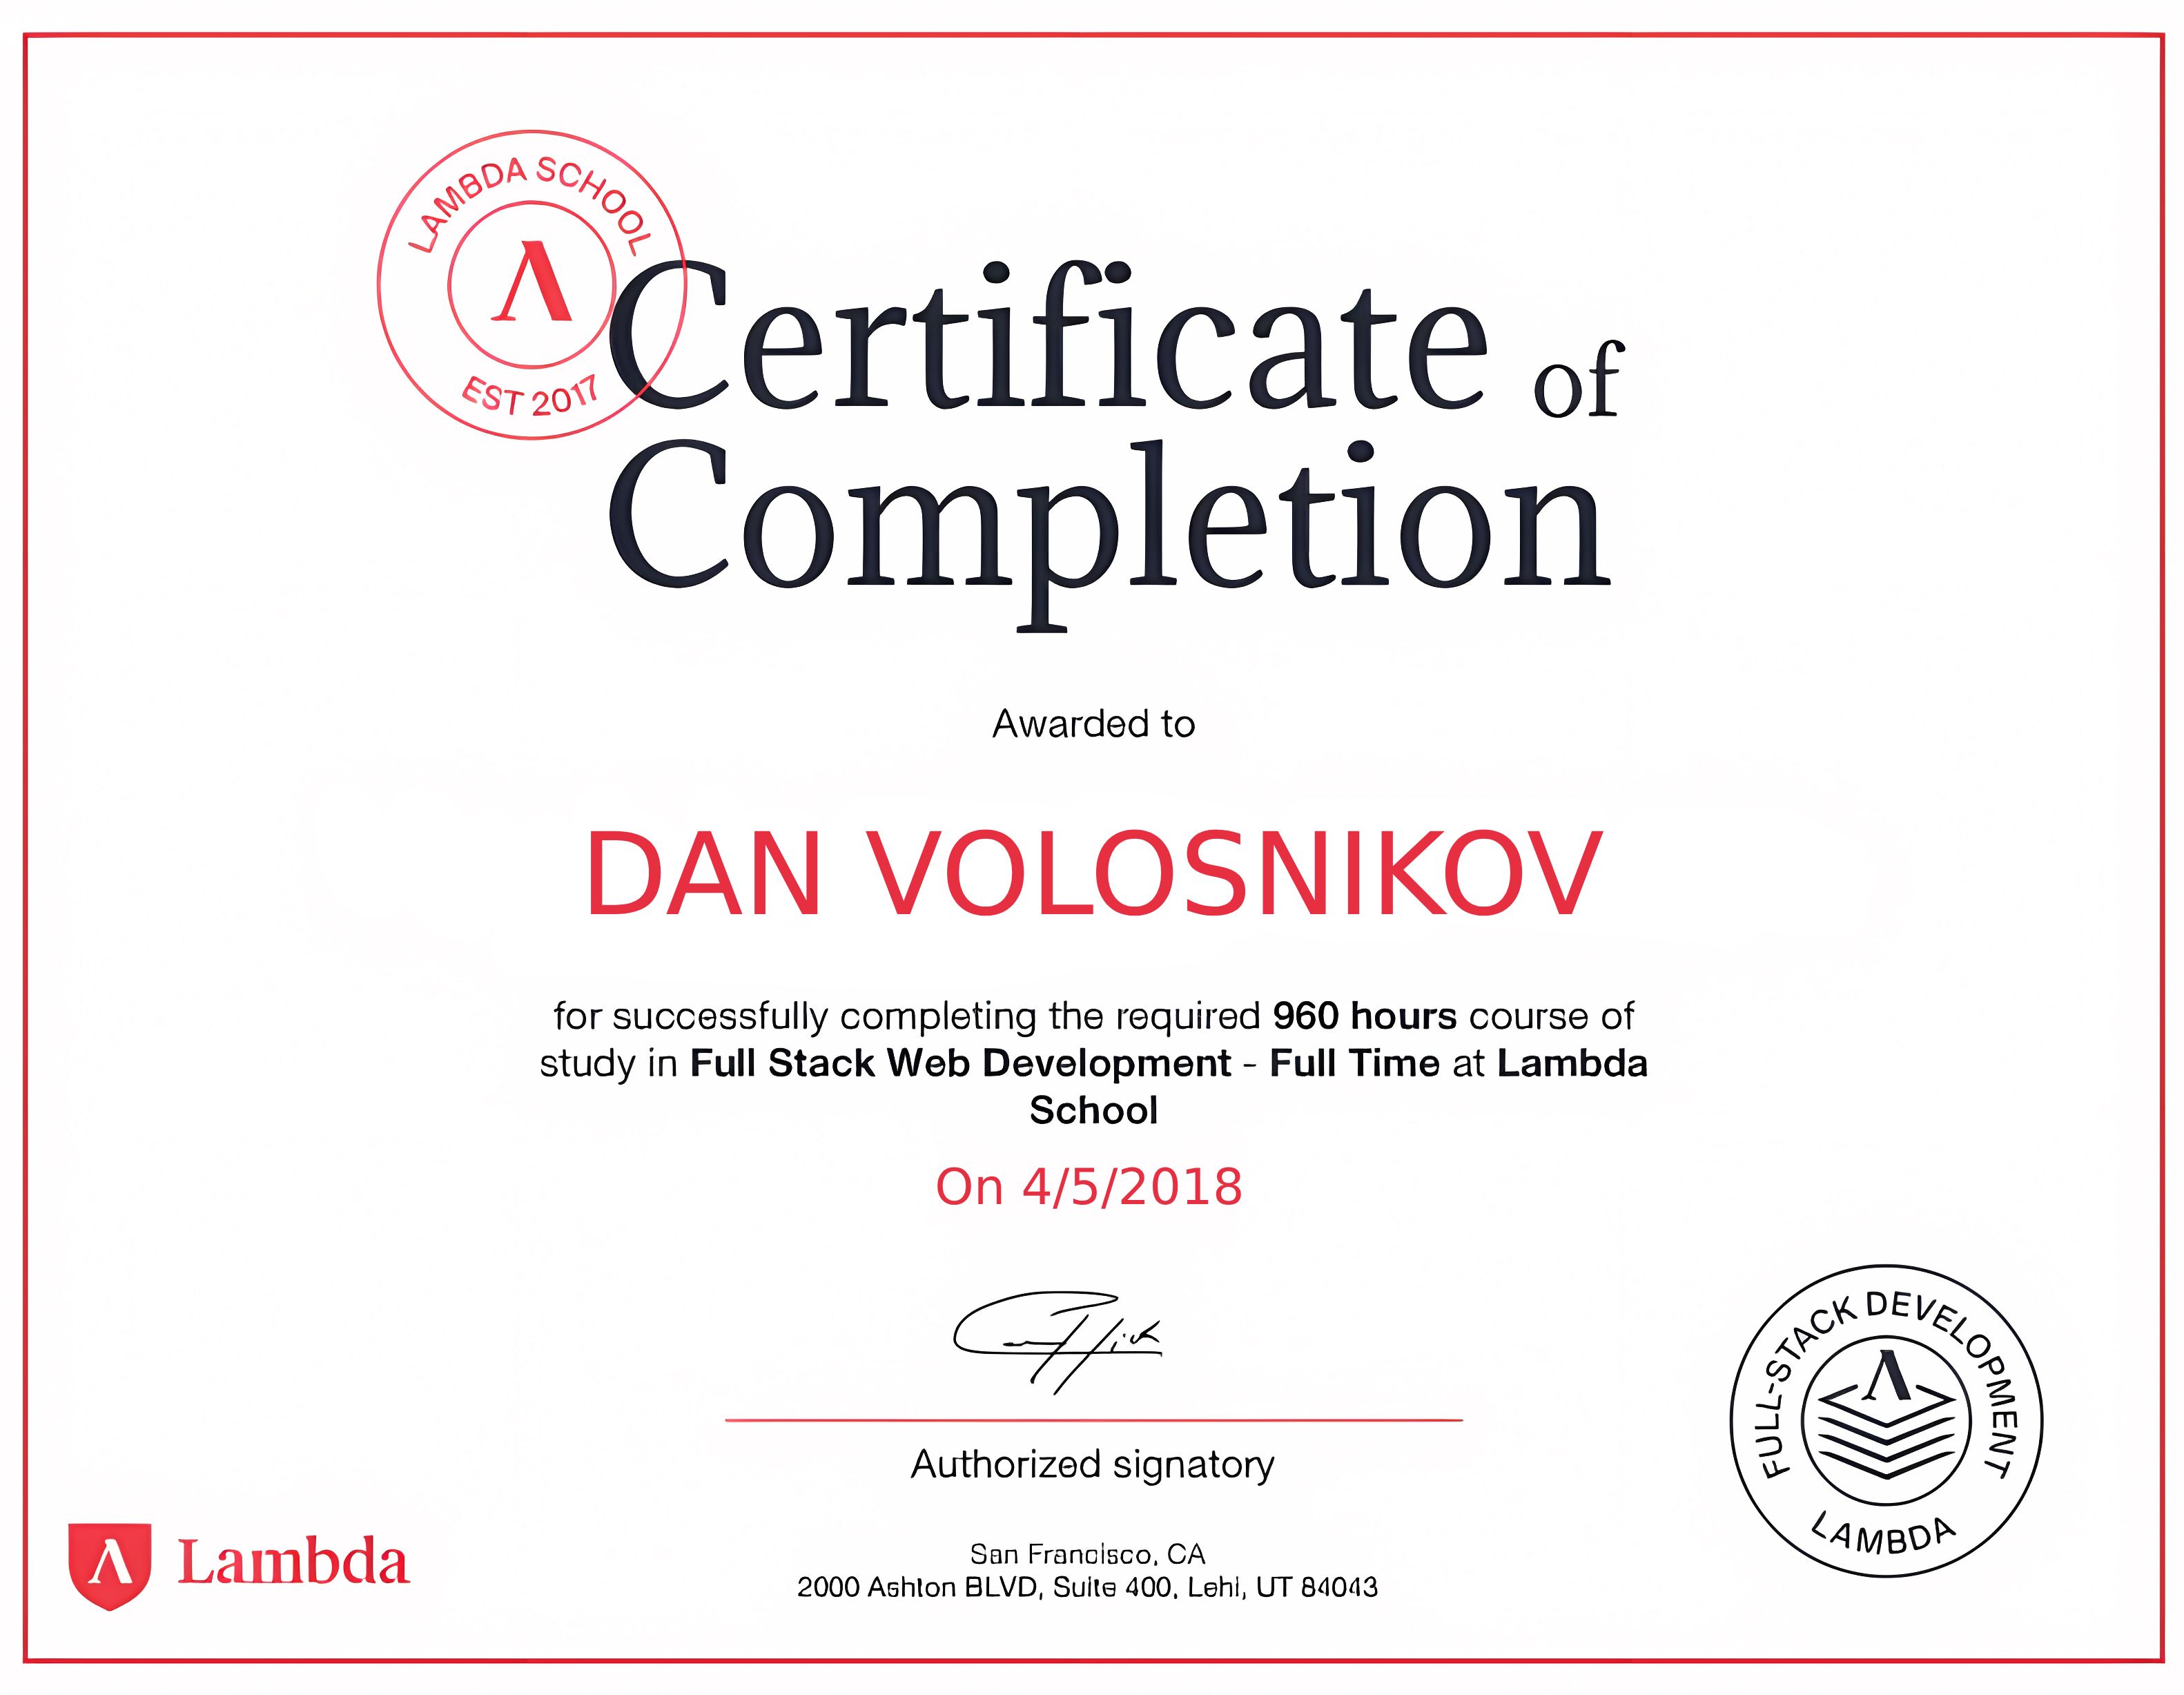 LAMBDA SCHOOL
Λ
EST 2017
Certificate of
Completion
Awarded to
DAN VOLOSNIKOV
for successfully completing the required 960 hours course of
study in Full Stack Web Development - Full Time at Lambda
School
On 4/5/2018
Authorized signatory
San Francisco, CA
2000 Ashton BLVD, Suite 400, Lehi, UT 84043
Λ Lambda
FULL-STACK DEVELOPMENT
Λ
LAMBDA